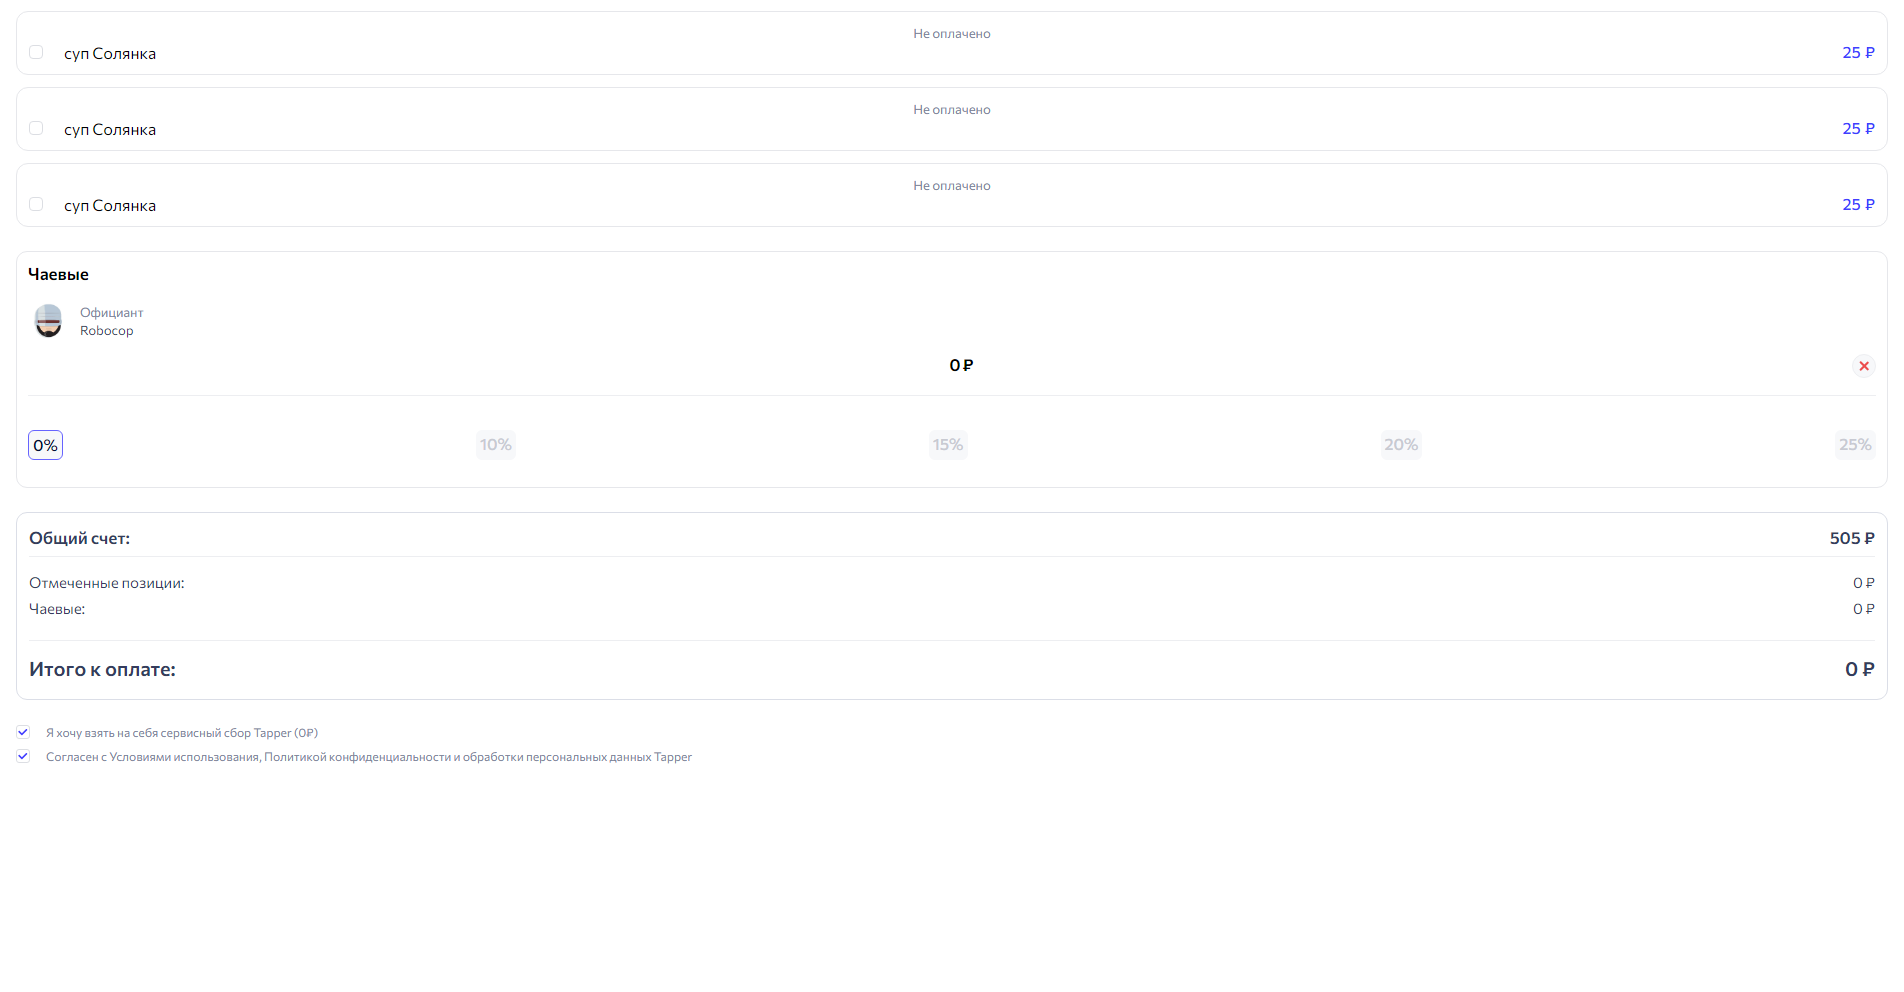 Не оплачено
суп Солянка 25 ₽
Не оплачено
суп Солянка 25 ₽
Не оплачено
суп Солянка 25 ₽
Чаевые
Официант
Robocop
0 ₽
0% 10% 15% 20% 25%
Общий счет: 505 ₽
Отмеченные позиции: 0 ₽
Чаевые: 0 ₽
Итого к оплате: 0 ₽
Я хочу взять на себя сервисный сбор Tapper (0₽)
Согласен с Условиями использования, Политикой конфиденциальности и обработки персональных данных Tapper